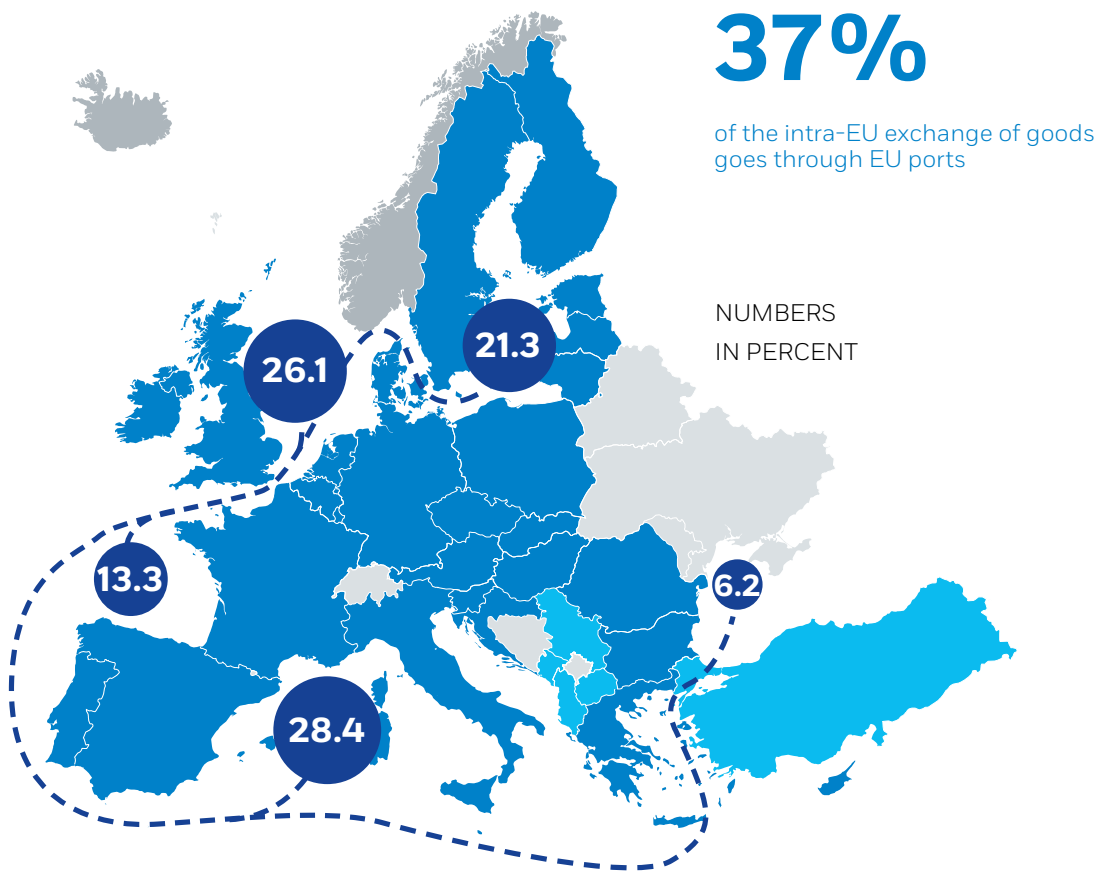 37%
of the intra-EU exchange of goods
goes through EU ports
NUMBERS
IN PERCENT
26.1
21.3
13.3
6.2
28.4